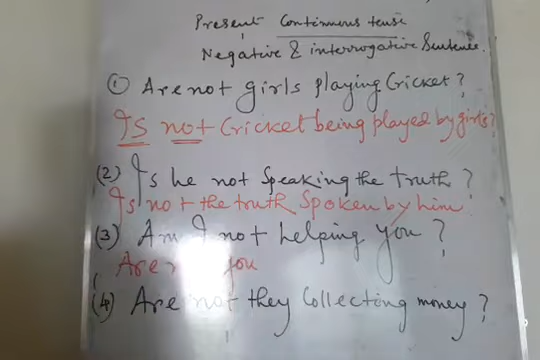 Present Continuous tense
Negative & interrogative Sentence.
① Are not girls playing Cricket?
Is not Cricket being played by girls?
(2) Is he not Speaking the truth?
Is not the truth Spoken by him
(3) Am I not helping you?
Are you
(4) Are not they Collecting money?